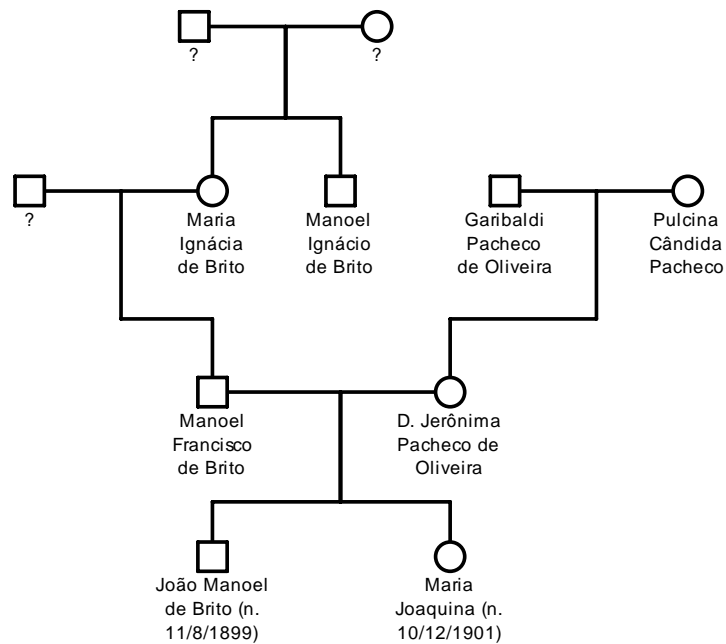 ?
?
?
Maria
Ignácia
de Brito
Manoel
Ignácio
de Brito
Garibaldi
Pacheco
de Oliveira
Pulcina
Cândida
Pacheco
Manoel
Francisco
de Brito
D. Jerônima
Pacheco de
Oliveira
João Manoel
de Brito (n.
11/8/1899)
Maria
Joaquina (n.
10/12/1901)